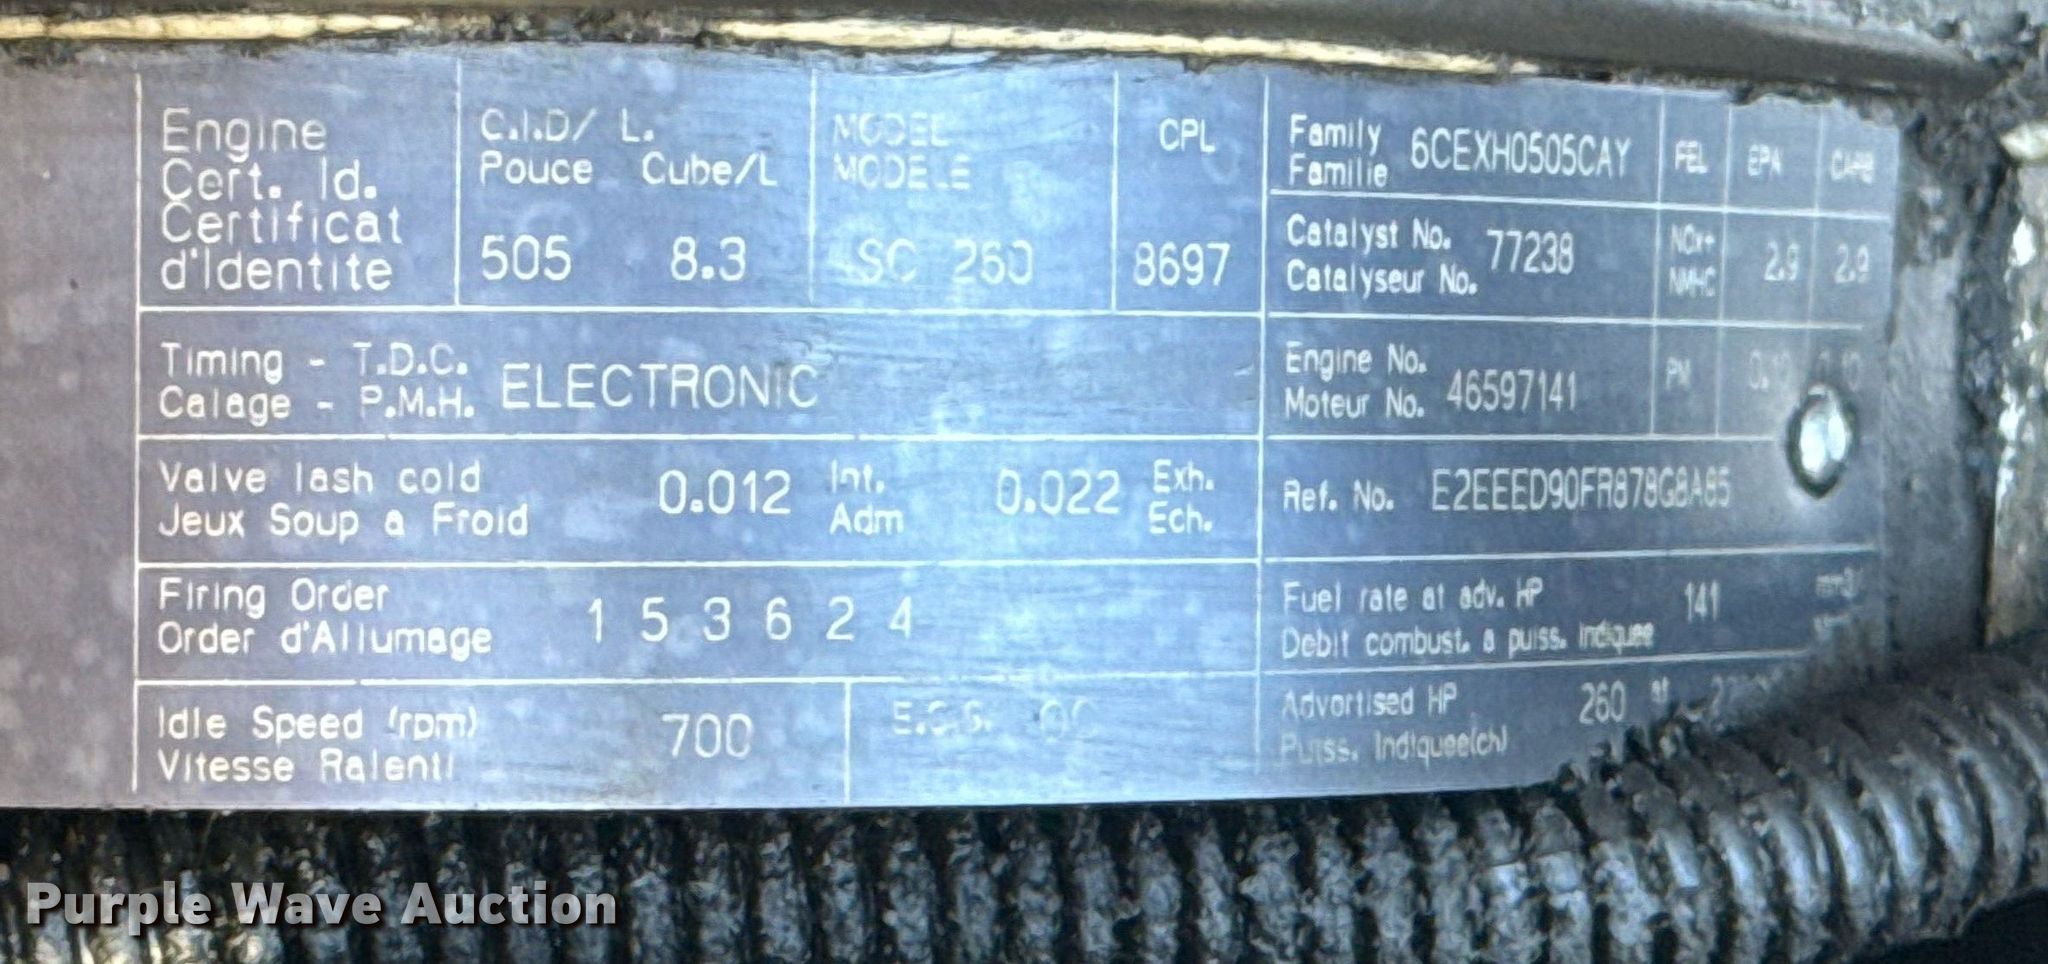 Engine
Cert. Id.
Certificat
d'Identite
C.I.D/ L.
Pouce Cube/L
505 8.3
MODEL
MODELE
SC 260
CPL
8697
Family
Familie
6CEXH0505CAY
FEL EPA CARB
Catalyst No.
Catalyseur No.
77238
NOx+
NMHC
2.9 2.9
Timing - T.D.C.
Calage - P.M.H.
ELECTRONIC
Engine No.
Moteur No.
46597141
PM 0.10
Valve lash cold
Jeux Soup a Froid
0.012 Int.
Adm
0.022 Exh.
Ech.
Ref. No. E2EEED90FR878G8A85
Firing Order
Order d'Allumage
1 5 3 6 2 4
Fuel rate at adv. HP
Debit combust. a puiss. indiquee
141
Idle Speed (rpm)
Vitesse Ralenti
700
Advertised HP
Puiss. Indiquee(ch)
260 at
Purple Wave Auction